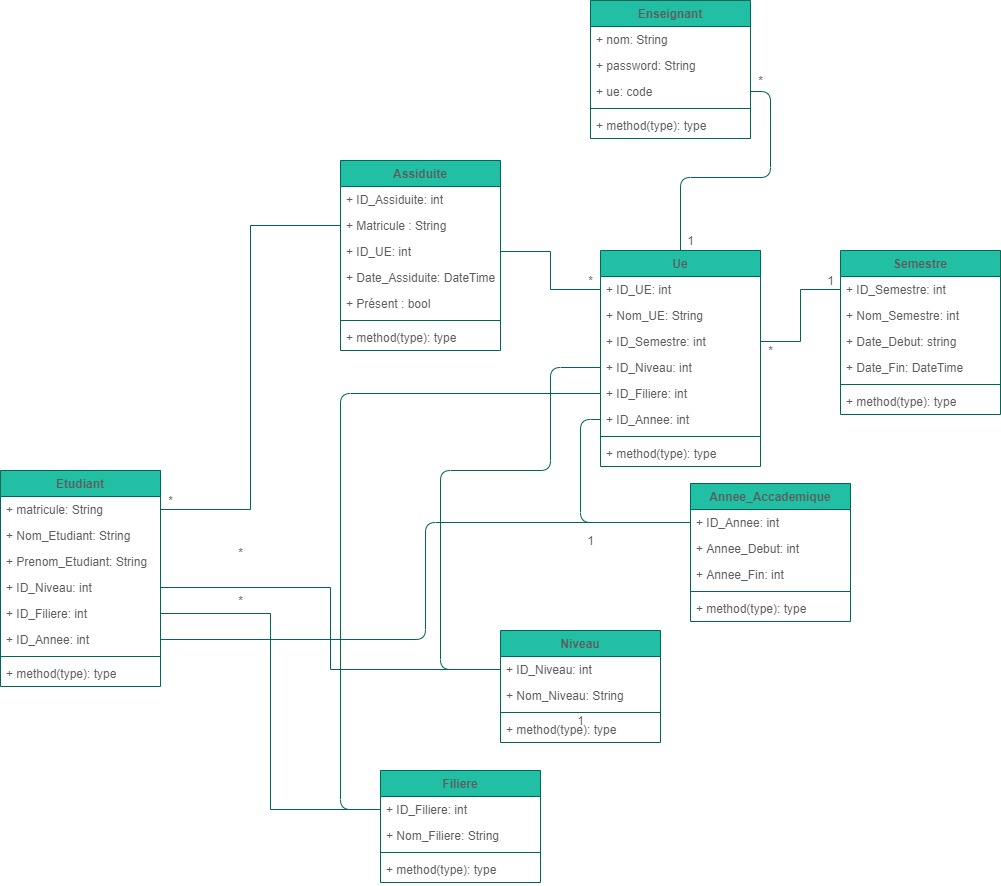 Enseignant
+ nom: String
+ password: String
+ ue: code
+ method(type): type
*
1
Assiduite
+ ID_Assiduite: int
+ Matricule : String
+ ID_UE: int
+ Date_Assiduite: DateTime
+ Présent : bool
+ method(type): type
*
Ue
+ ID_UE: int
+ Nom_UE: String
+ ID_Semestre: int
+ ID_Niveau: int
+ ID_Filiere: int
+ ID_Annee: int
+ method(type): type
*
1
Semestre
+ ID_Semestre: int
+ Nom_Semestre: int
+ Date_Debut: string
+ Date_Fin: DateTime
+ method(type): type
Etudiant
+ matricule: String
+ Nom_Etudiant: String
+ Prenom_Etudiant: String
+ ID_Niveau: int
+ ID_Filiere: int
+ ID_Annee: int
+ method(type): type
*
*
*
1
Annee_Accademique
+ ID_Annee: int
+ Annee_Debut: int
+ Annee_Fin: int
+ method(type): type
Niveau
+ ID_Niveau: int
+ Nom_Niveau: String
1
+ method(type): type
Filiere
+ ID_Filiere: int
+ Nom_Filiere: String
+ method(type): type